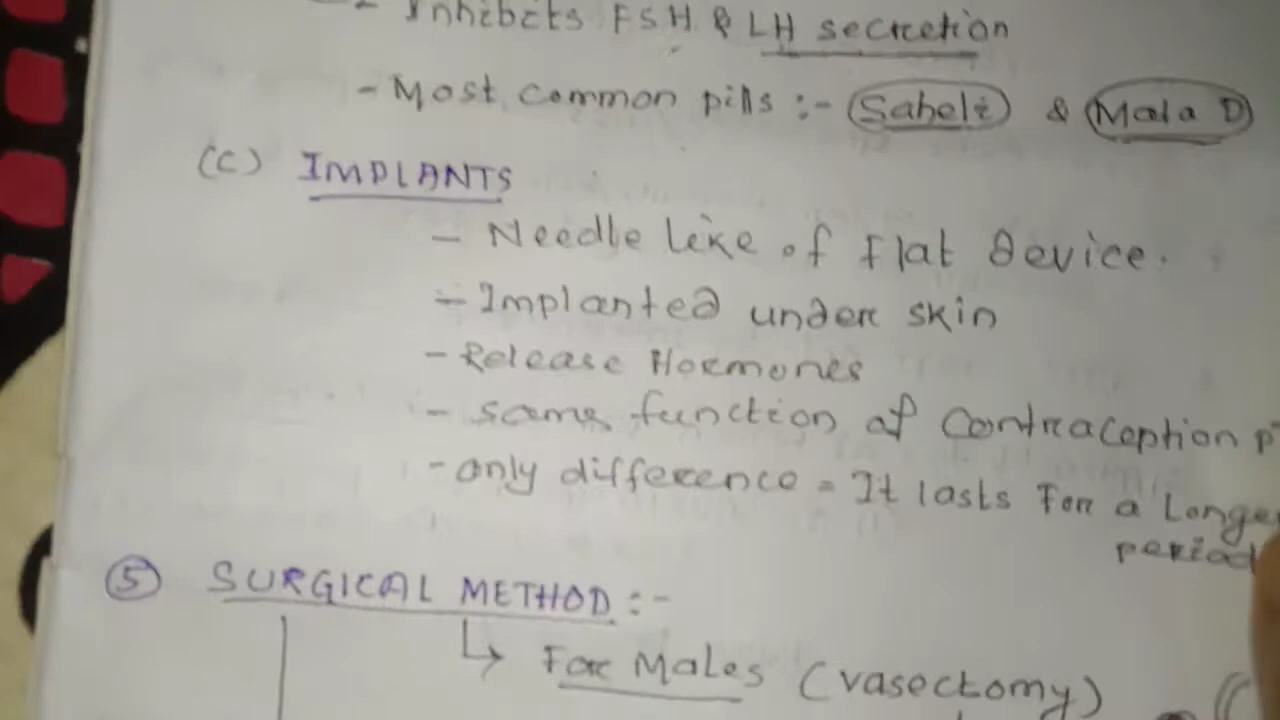 - Inhibits FSH & LH secretion
- Most common pills :- Saheli & Mala D
(C) IMPLANTS
- Needle like of Flat device.
- Implanted under skin
- Release Hormones
- same function of Contraception
- only difference = It lasts For a Longer
period
⑤ SURGICAL METHOD :-
↳ For Males (vasectomy)